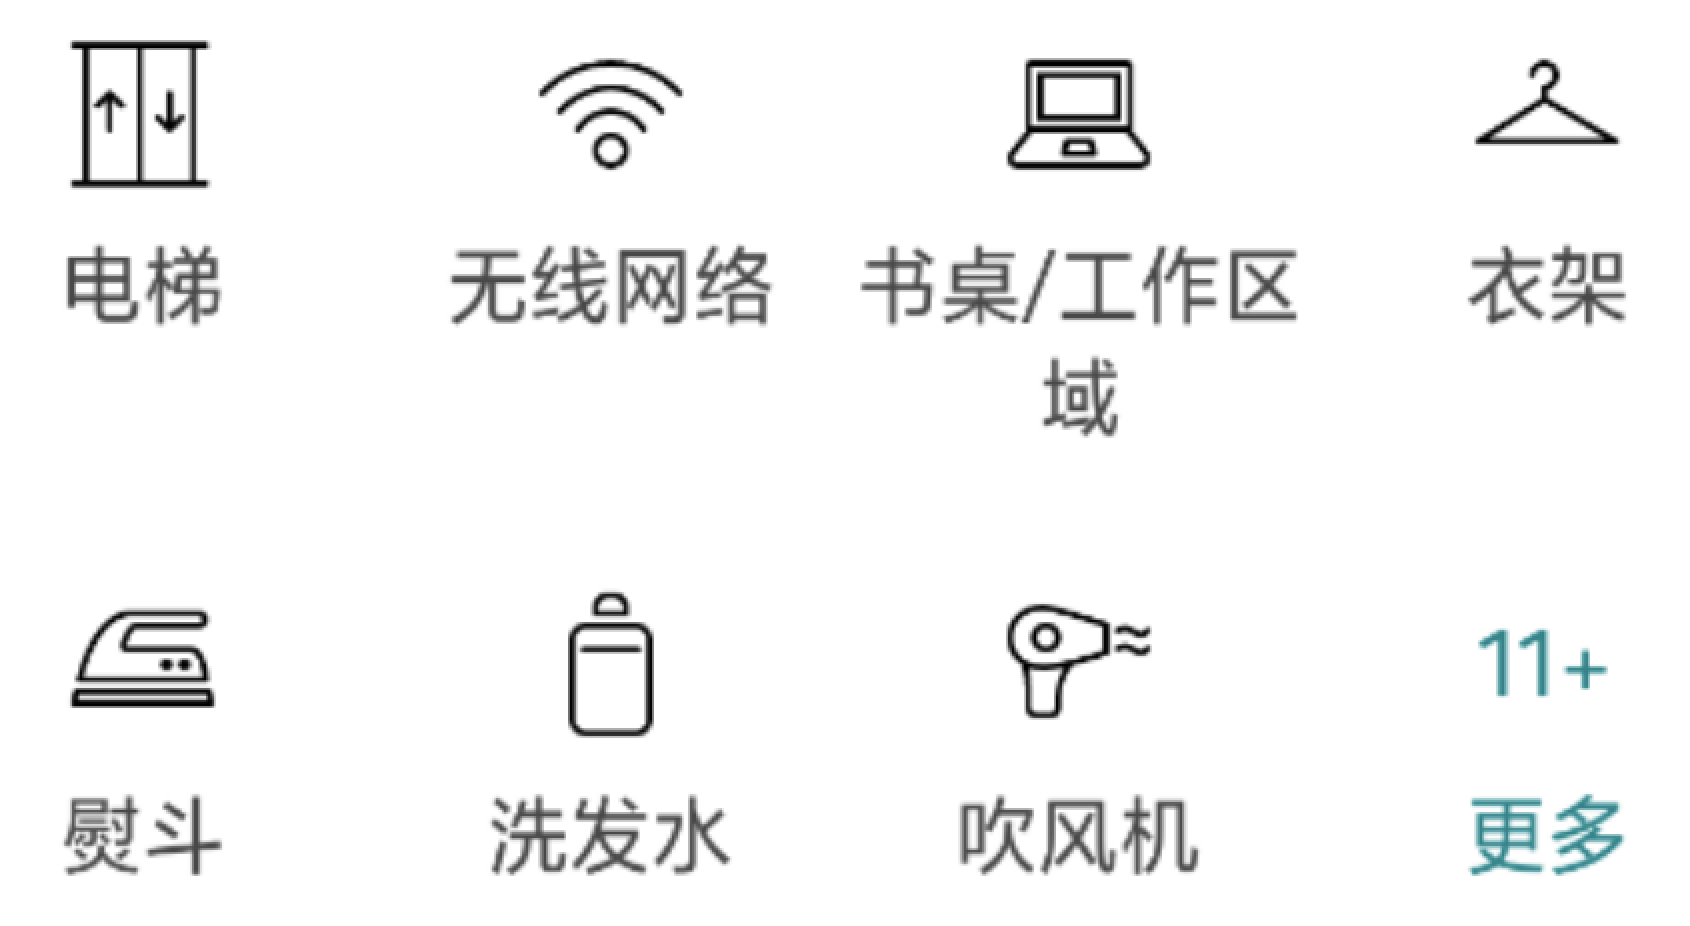 电梯
无线网络
书桌/工作区
域
衣架
熨斗
洗发水
吹风机
11+
更多